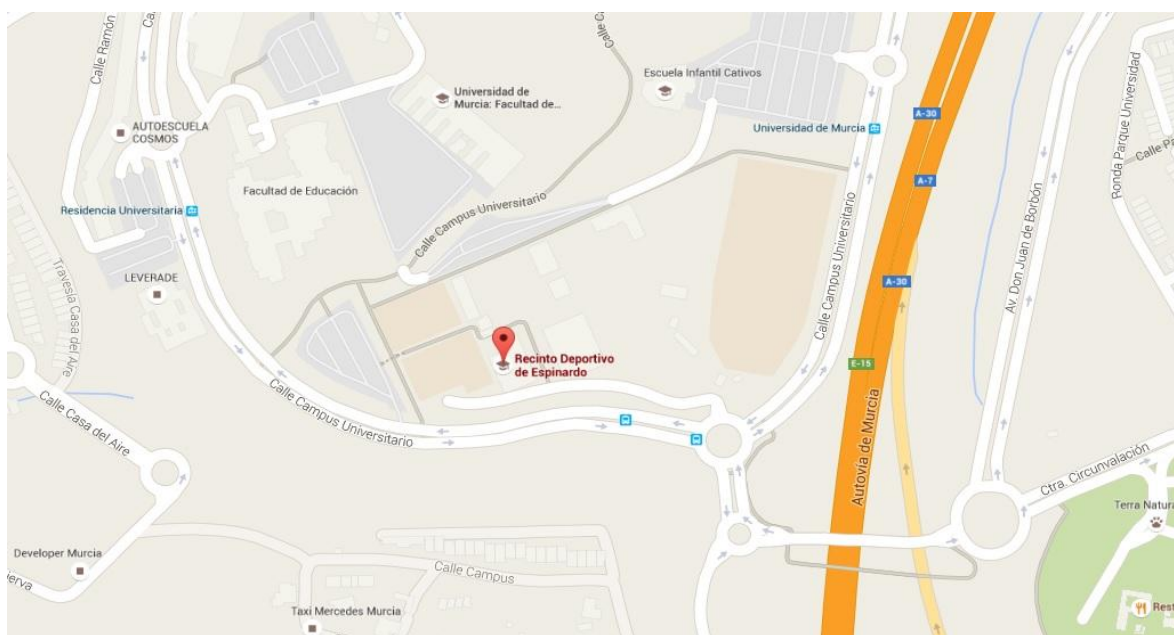 Calle Ramón
Calle C
AUTOESCUELA
COSMOS
Universidad de
Murcia: Facultad de...
Escuela Infantil Cativos
Universidad de Murcia
A-30
A-7
A-30
E-15
Ronda Parque Universidad
Facultad de Educación
Calle Campus Universitario
Residencia Universitaria
LEVERADE
Travesía Casa del Aire
Av. Don Juan de Borbón
Calle Campus Universitario
Recinto Deportivo
de Espinardo
Calle Campus Universitario
Calle Casa del Aire
Autovía de Murcia
Ctra. Circunvalación
Terra Natura
Developer Murcia
Calle Campus
Taxi Mercedes Murcia
Rest